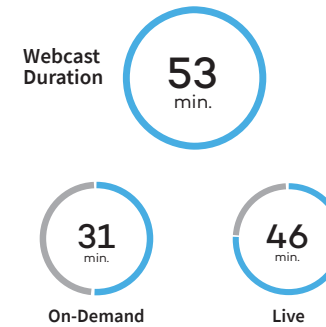 Webcast
Duration
53
min.
31
min.
46
min.
On-Demand
Live